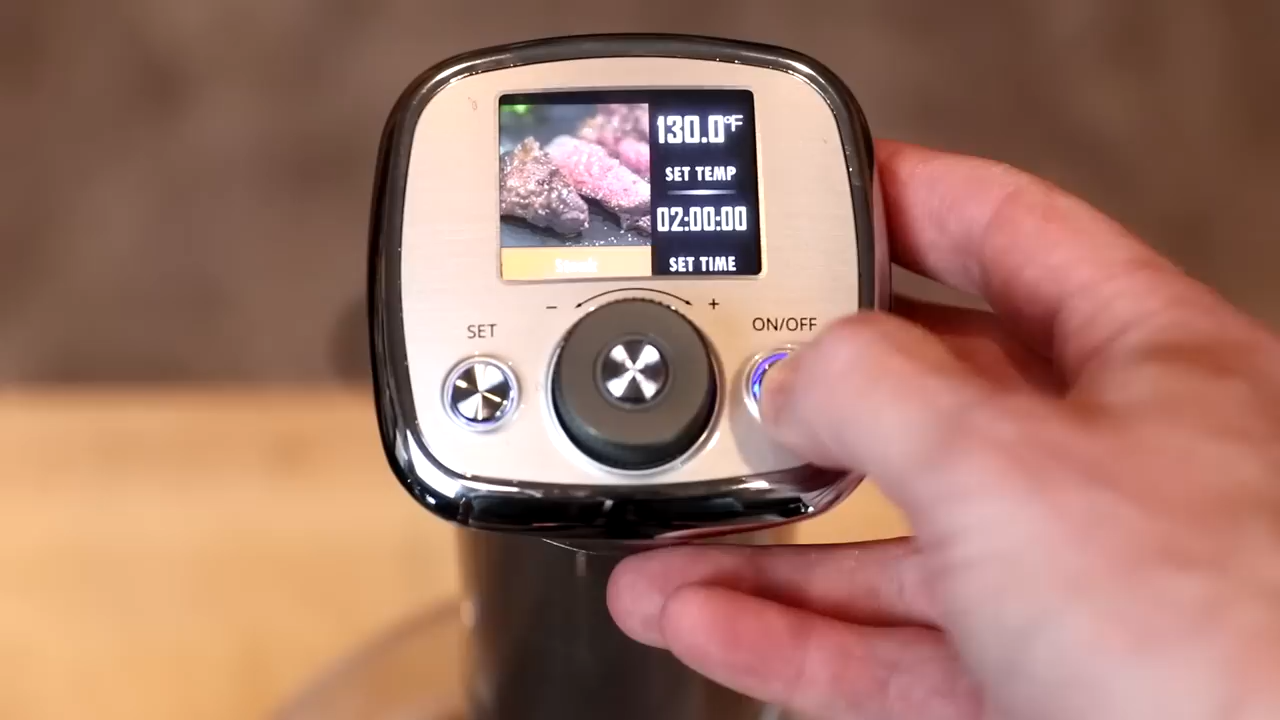 130.0°F
SET TEMP
02:00:00
SET TIME
− +
SET
ON/OFF